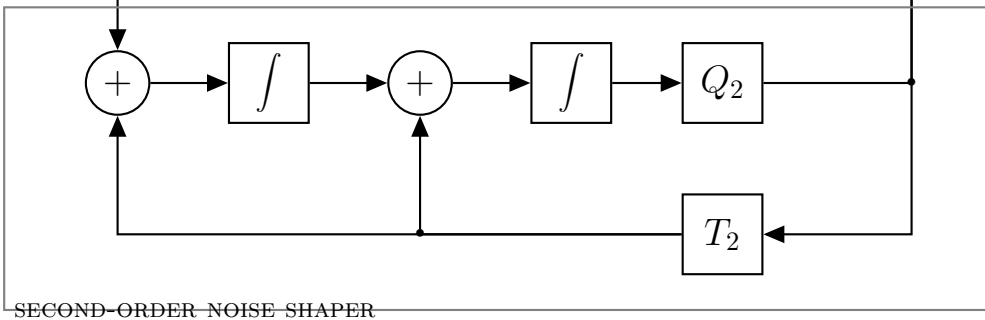 + ∫ + ∫ Q₂
T₂
SECOND-ORDER NOISE SHAPER